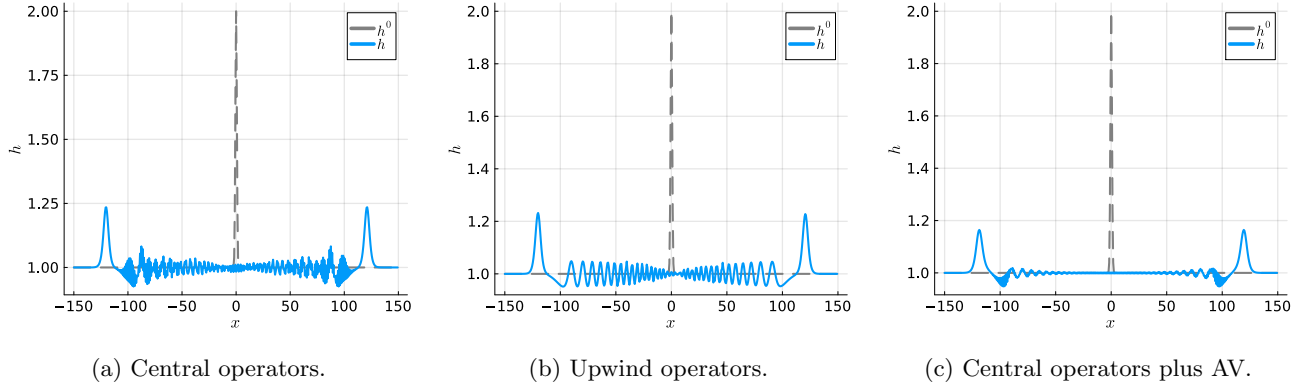 2.00
1.75
1.50
1.25
1.00
h
−150
−100
−50
0
50
100
150
x
h⁰
h
(a) Central operators.
2.0
1.8
1.6
1.4
1.2
1.0
h
−150
−100
−50
0
50
100
150
x
h⁰
h
(b) Upwind operators.
2.0
1.8
1.6
1.4
1.2
1.0
h
−150
−100
−50
0
50
100
150
x
h⁰
h
(c) Central operators plus AV.